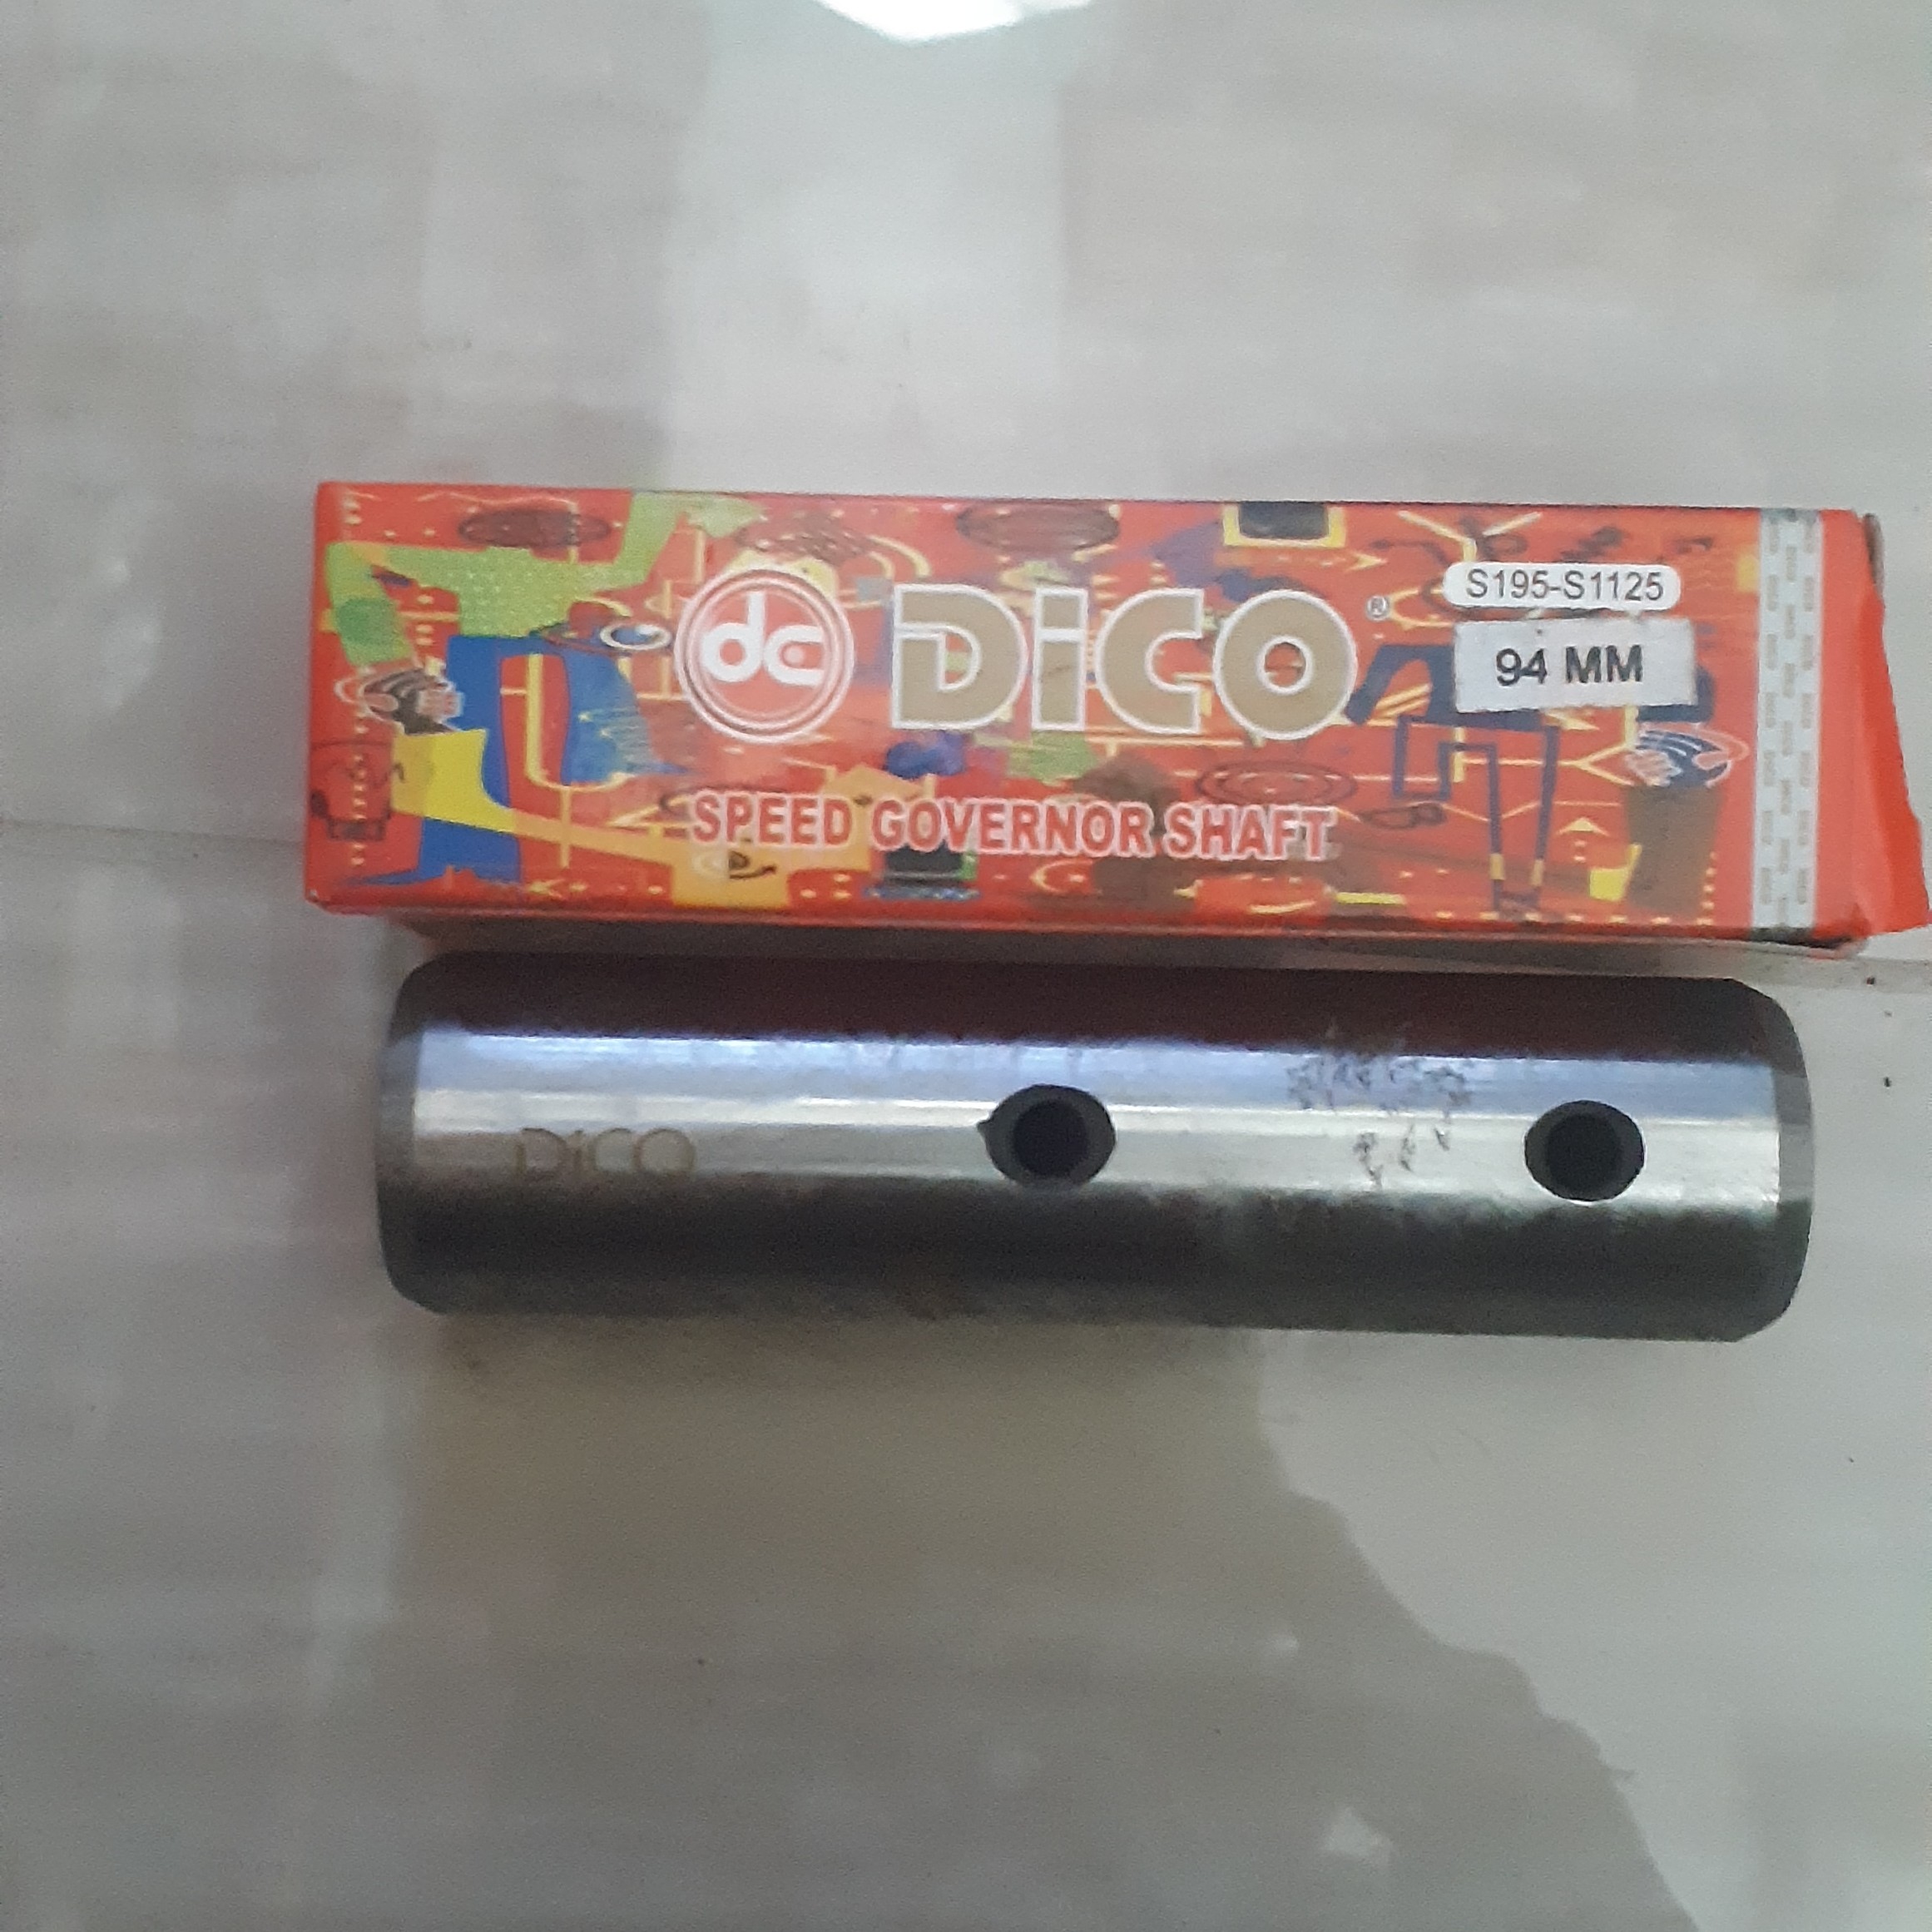 dc DiCO ®
S195-S1125
94 MM
SPEED GOVERNOR SHAFT
DiCO